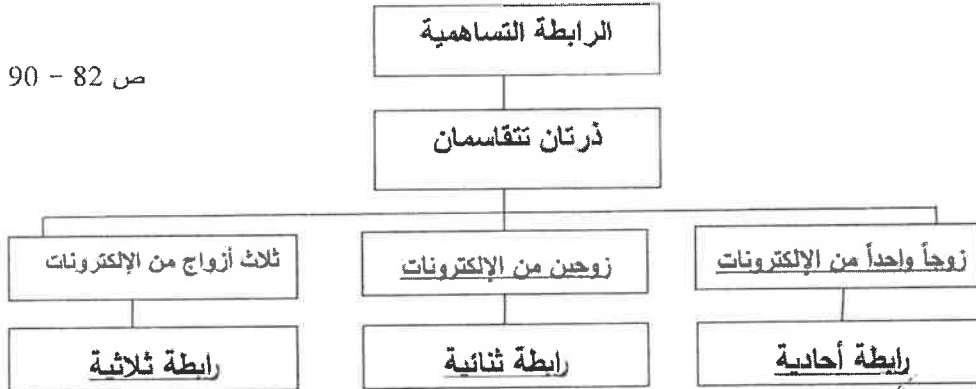 الرابطة التساهمية
ص 82 - 90
ذرتان تتقاسمان
زوجاً واحداً من الإلكترونات
زوجين من الإلكترونات
ثلاث أزواج من الإلكترونات
رابطة أحادية
رابطة ثنائية
رابطة ثلاثية